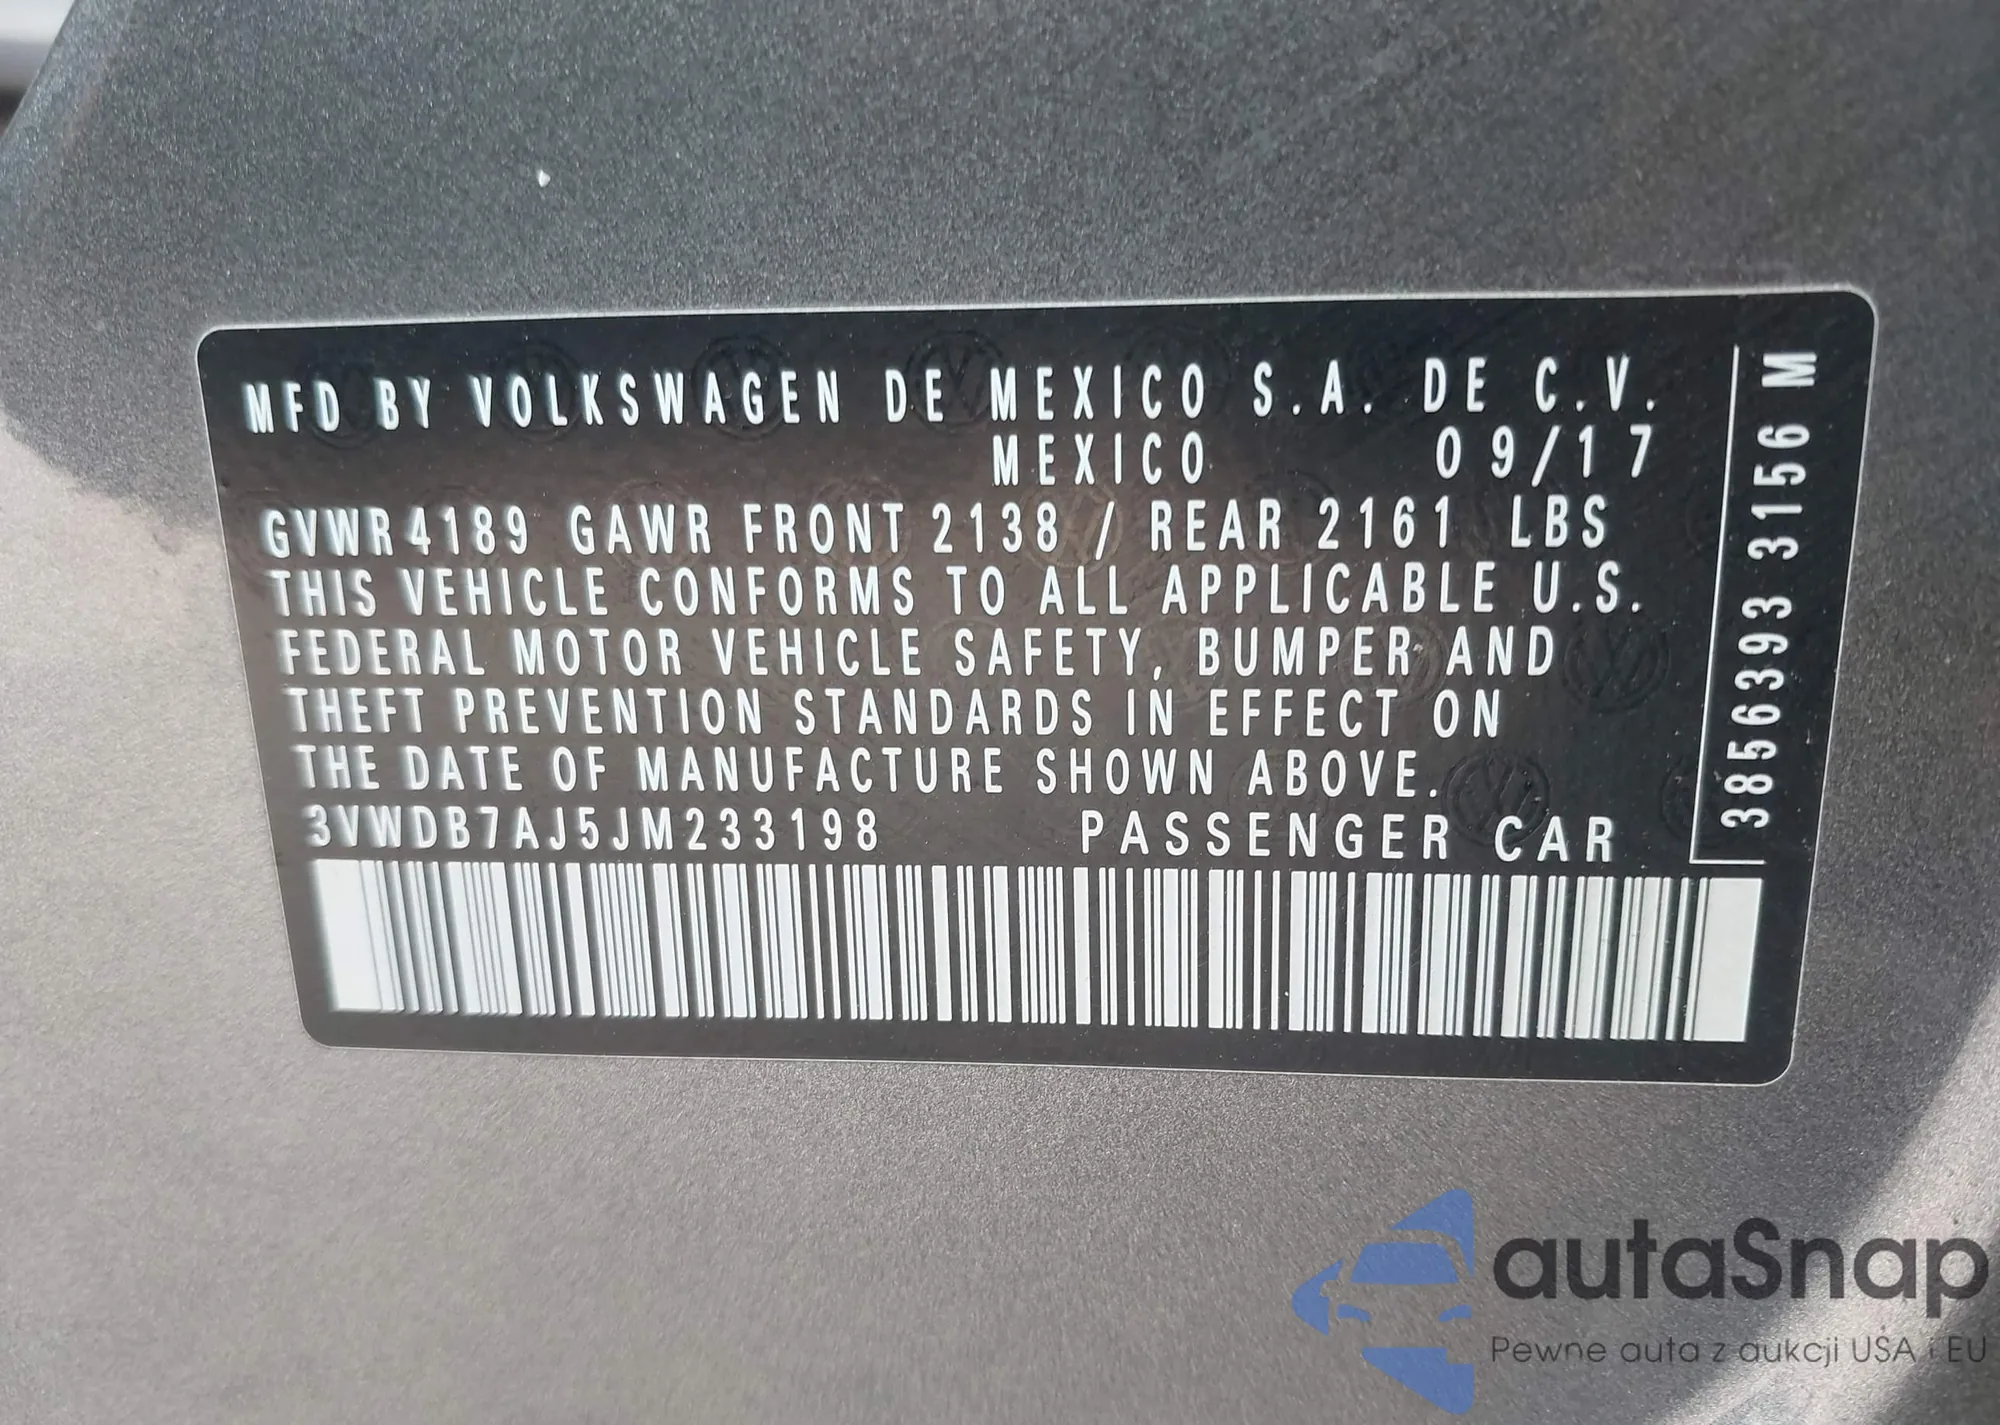 MFD BY VOLKSWAGEN DE MEXICO S.A. DE C.V.
MEXICO 09/17
GVWR 4189 GAWR FRONT 2138 / REAR 2161 LBS
THIS VEHICLE CONFORMS TO ALL APPLICABLE U.S.
FEDERAL MOTOR VEHICLE SAFETY, BUMPER AND
THEFT PREVENTION STANDARDS IN EFFECT ON
THE DATE OF MANUFACTURE SHOWN ABOVE.
3VWDB7AJ5JM233198 PASSENGER CAR
3856393 3156 M
autaSnap
Pewne auta z aukcji USA i EU